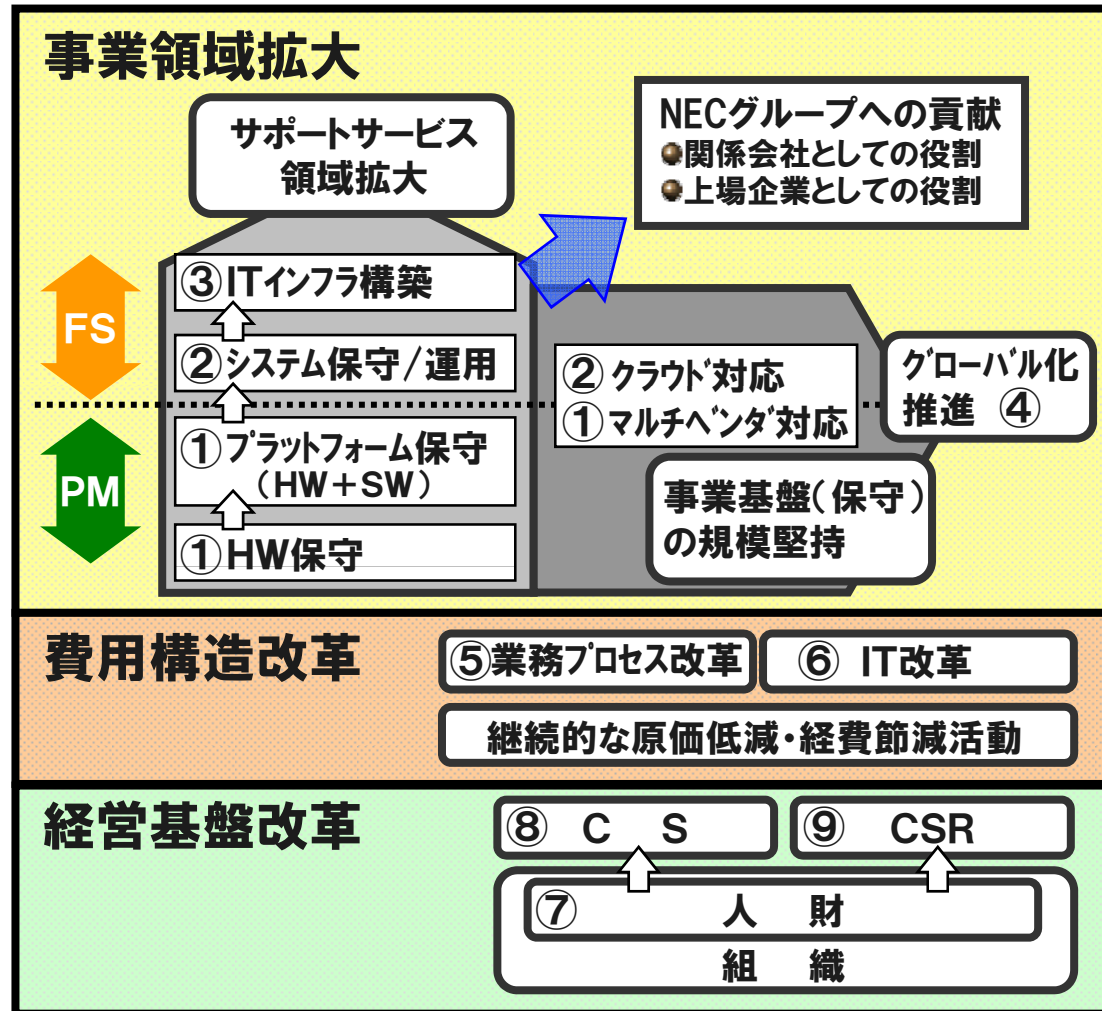 事業領域拡大
サポートサービス
領域拡大
NECグループへの貢献
関係会社としての役割
上場企業としての役割
FS
PM
③ITインフラ構築
②システム保守/運用
①プラットフォーム保守
(HW+SW)
①HW保守
②クラウド対応
①マルチベンダ対応
グローバル化
推進 ④
事業基盤(保守)
の規模堅持
費用構造改革
⑤業務プロセス改革
⑥ IT改革
継続的な原価低減・経費節減活動
経営基盤改革
⑧ C S
⑨ CSR
⑦ 人 財
組 織